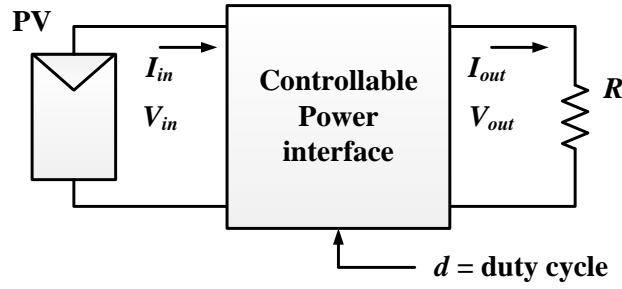 PV
I_in
V_in
Controllable
Power
interface
I_out
V_out
R
d = duty cycle